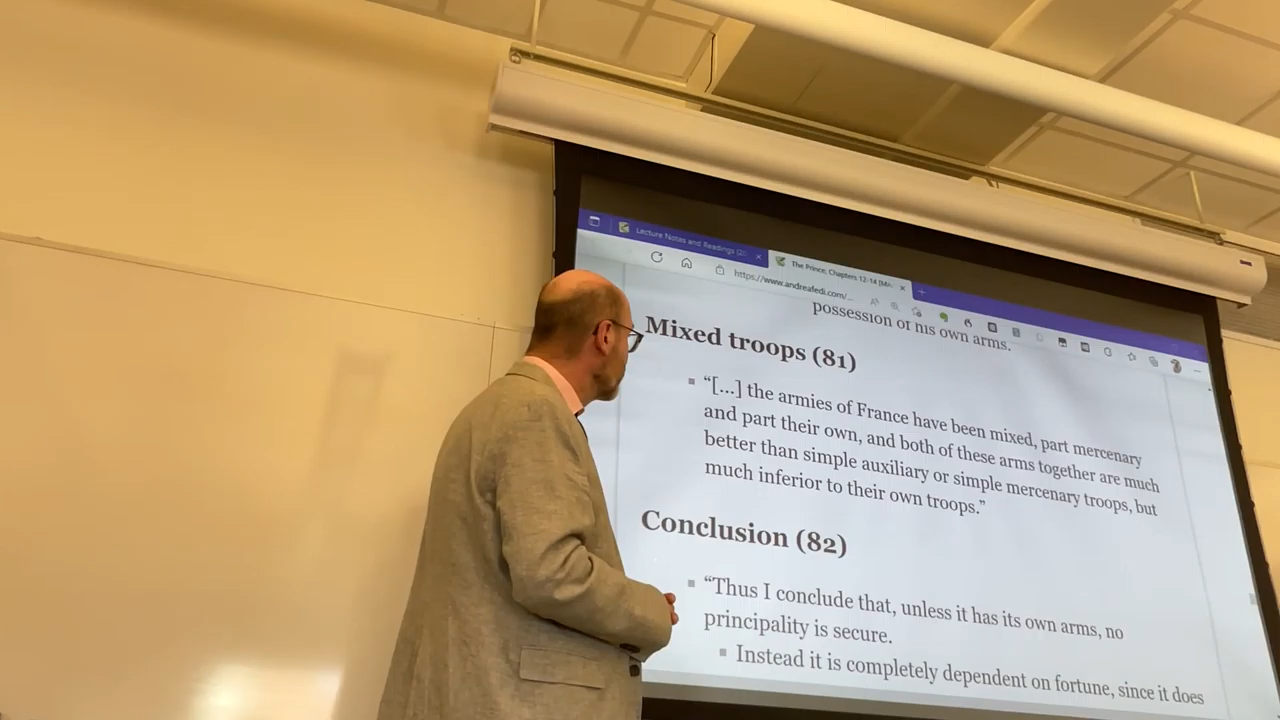 Lecture Notes and Readings (20
The Prince, Chapters 12-14 [MA
https://www.andreafedi.com/...
possession of his own arms.
Mixed troops (81)
“[...] the armies of France have been mixed, part mercenary
and part their own, and both of these arms together are much
better than simple auxiliary or simple mercenary troops, but
much inferior to their own troops.”
Conclusion (82)
“Thus I conclude that, unless it has its own arms, no
principality is secure.
Instead it is completely dependent on fortune, since it does